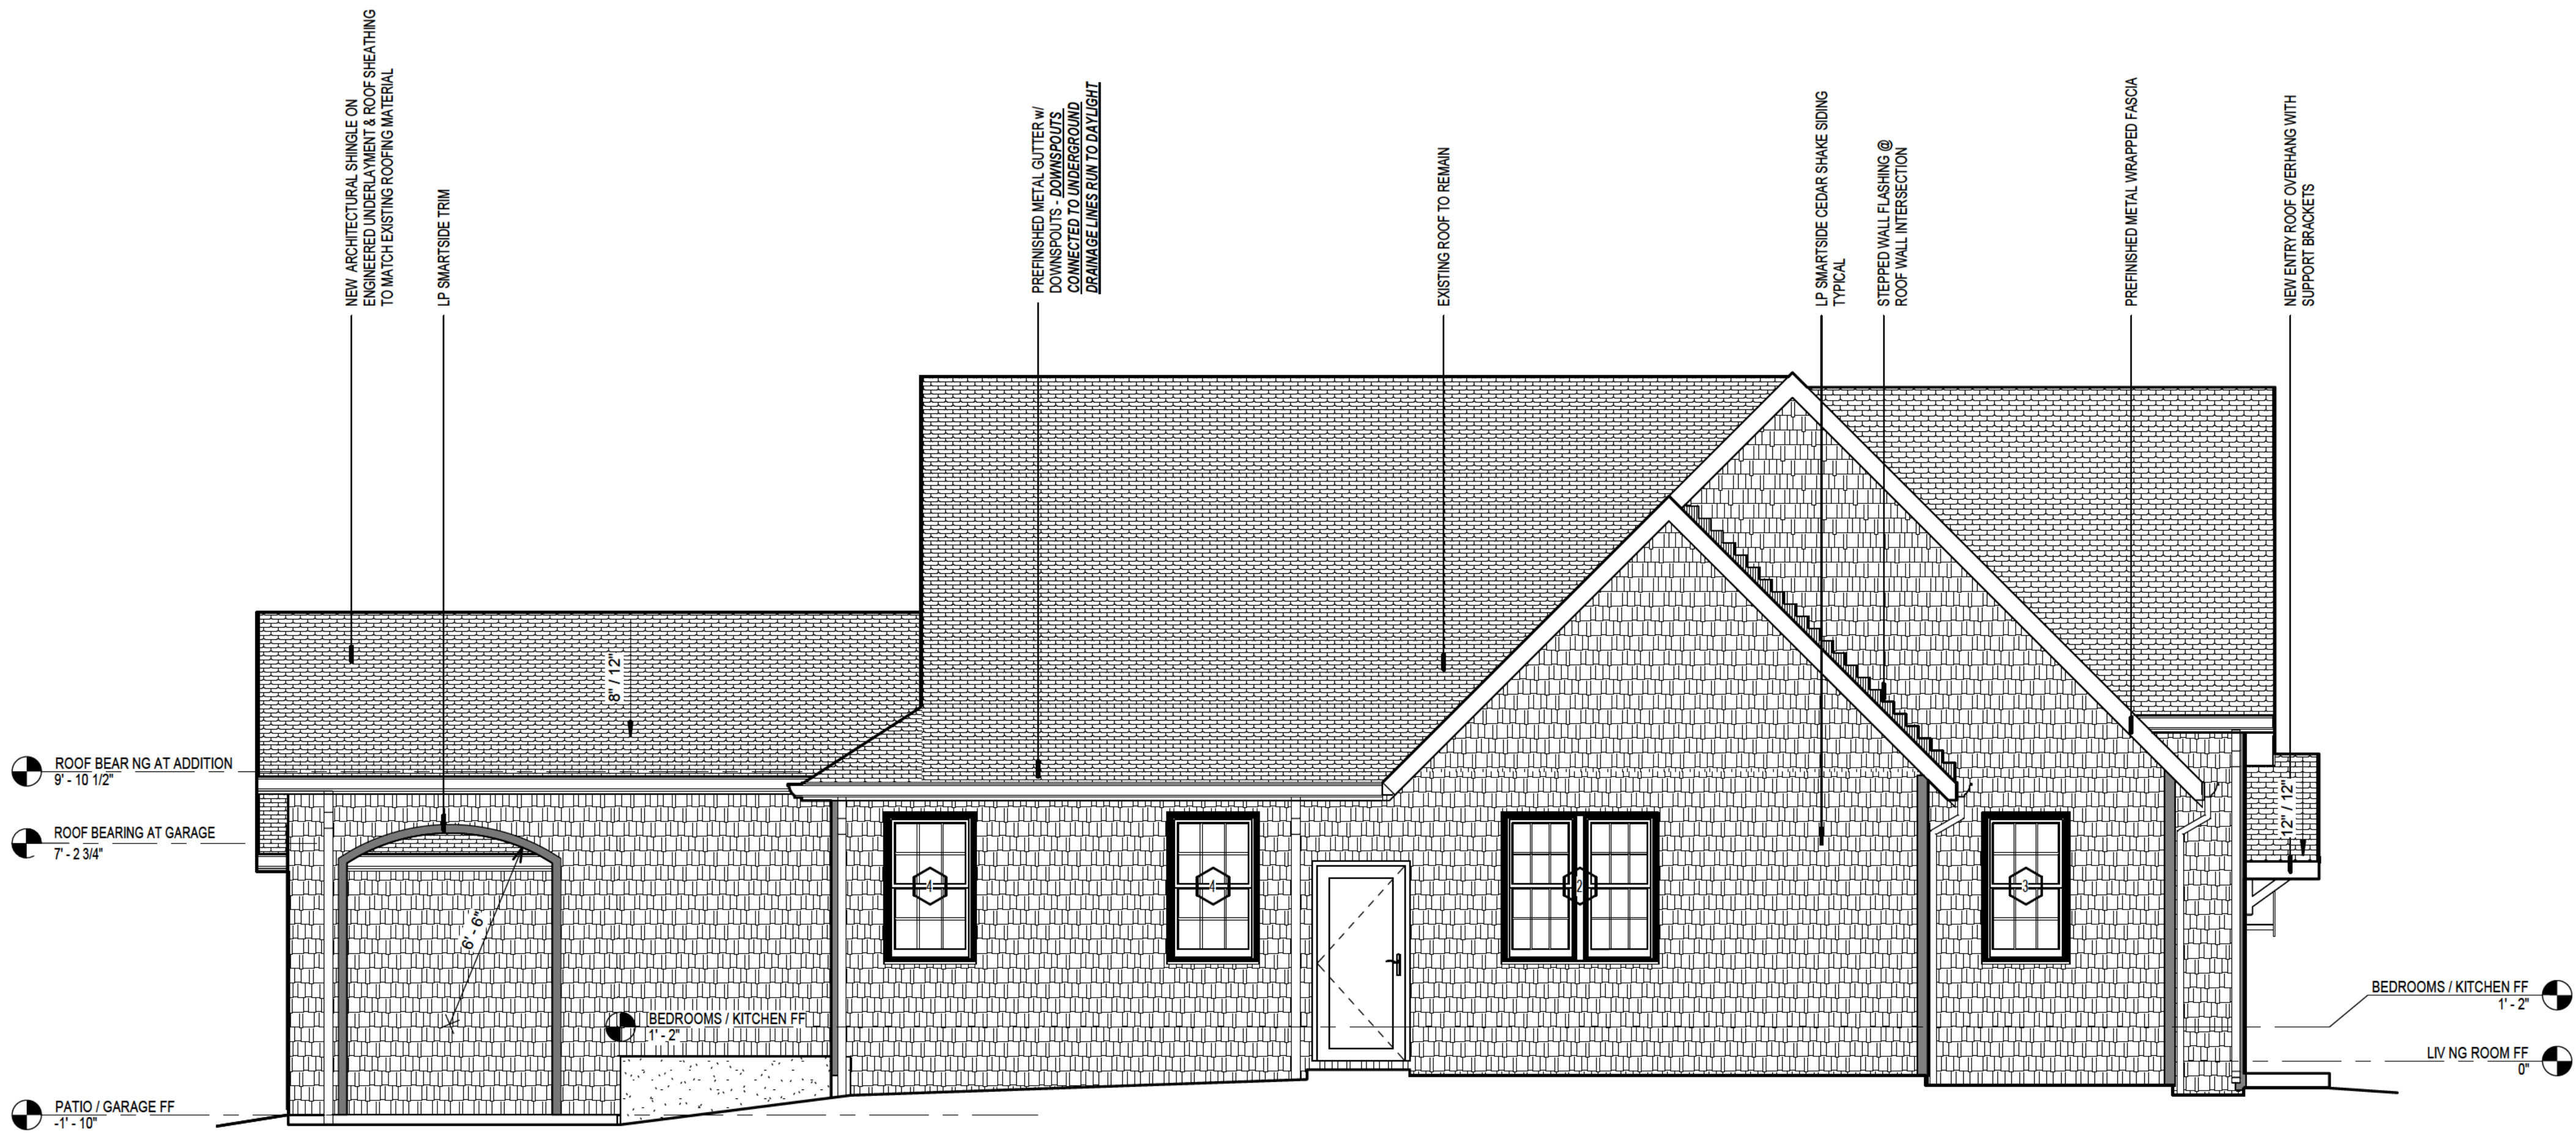 NEW ARCHITECTURAL SHINGLE ON
ENGINEERED UNDERLAYMENT & ROOF SHEATHING
TO MATCH EXISTING ROOFING MATERIAL
LP SMARTSIDE TRIM
PREFINISHED METAL GUTTER w/
DOWNSPOUTS - DOWNSPOUTS
CONNECTED TO UNDERGROUND
DRAINAGE LINES RUN TO DAYLIGHT
EXISTING ROOF TO REMAIN
LP SMARTSIDE CEDAR SHAKE SIDING
TYPICAL
STEPPED WALL FLASHING @
ROOF WALL INTERSECTION
PREFINISHED METAL WRAPPED FASCIA
NEW ENTRY ROOF OVERHANG WITH
SUPPORT BRACKETS
8" / 12"
ROOF BEAR NG AT ADDITION
9' - 10 1/2"
ROOF BEARING AT GARAGE
7' - 2 3/4"
12" / 12"
4
4
2
3
6' - 6"
BEDROOMS / KITCHEN FF
1' - 2"
BEDROOMS / KITCHEN FF
1' - 2"
LIV NG ROOM FF
0"
PATIO / GARAGE FF
-1' - 10"